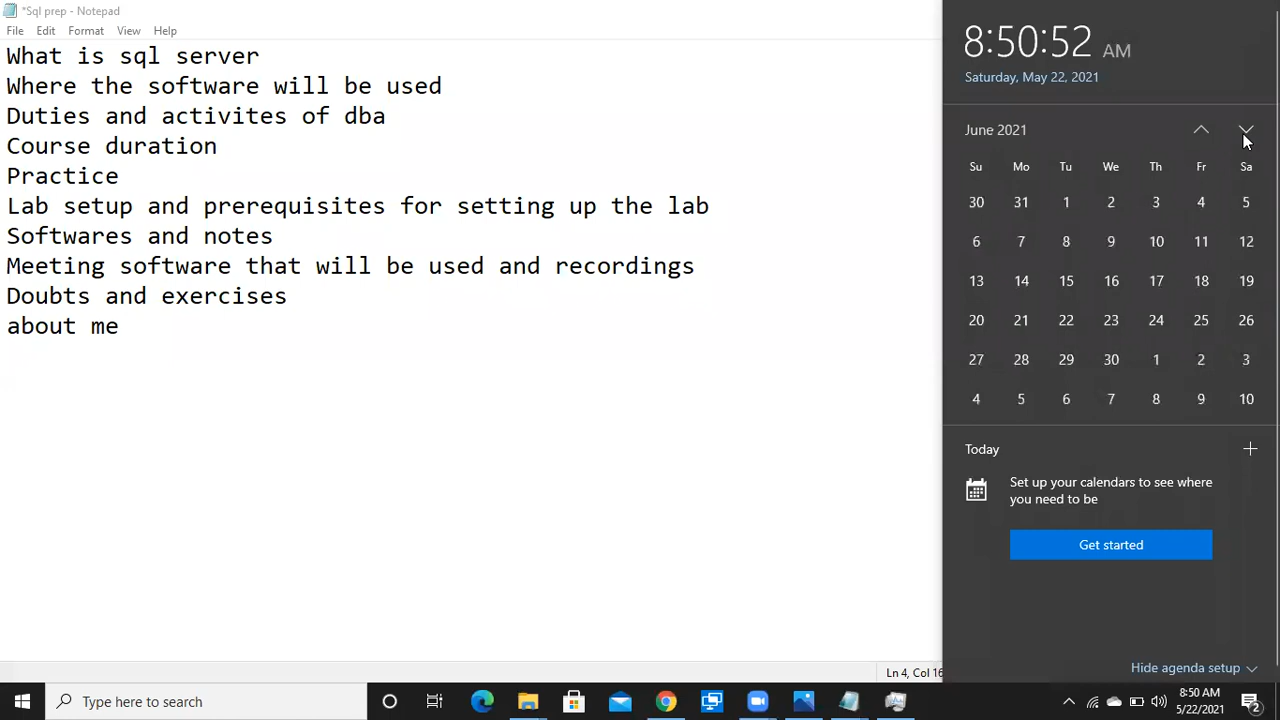 *Sql prep - Notepad
File Edit Format View Help
What is sql server
Where the software will be used
Duties and activites of dba
Course duration
Practice
Lab setup and prerequisites for setting up the lab
Softwares and notes
Meeting software that will be used and recordings
Doubts and exercises
about me
Ln 4, Col 16
8:50:52 AM
Saturday, May 22, 2021
June 2021
Su Mo Tu We Th Fr Sa
30 31 1 2 3 4 5
6 7 8 9 10 11 12
13 14 15 16 17 18 19
20 21 22 23 24 25 26
27 28 29 30 1 2 3
4 5 6 7 8 9 10
Today
Set up your calendars to see where
you need to be
Get started
Hide agenda setup
Type here to search
8:50 AM
5/22/2021
2